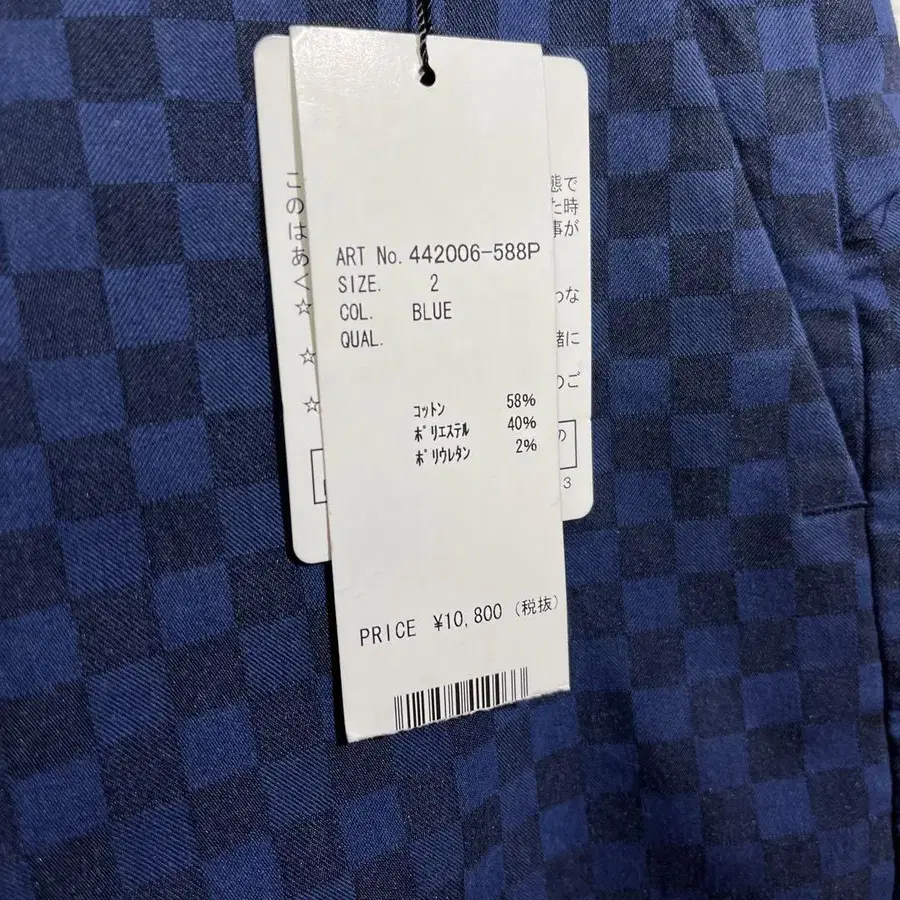 ART No. 442006-588P
SIZE. 2
COL. BLUE
QUAL.
コットン 58%
ポリエステル 40%
ポリウレタン 2%
PRICE ¥10,800 (税抜)
こ
の
は
あ
く
☆
☆
☆
態で
た時
事が
つな
緒に
のご
の
3